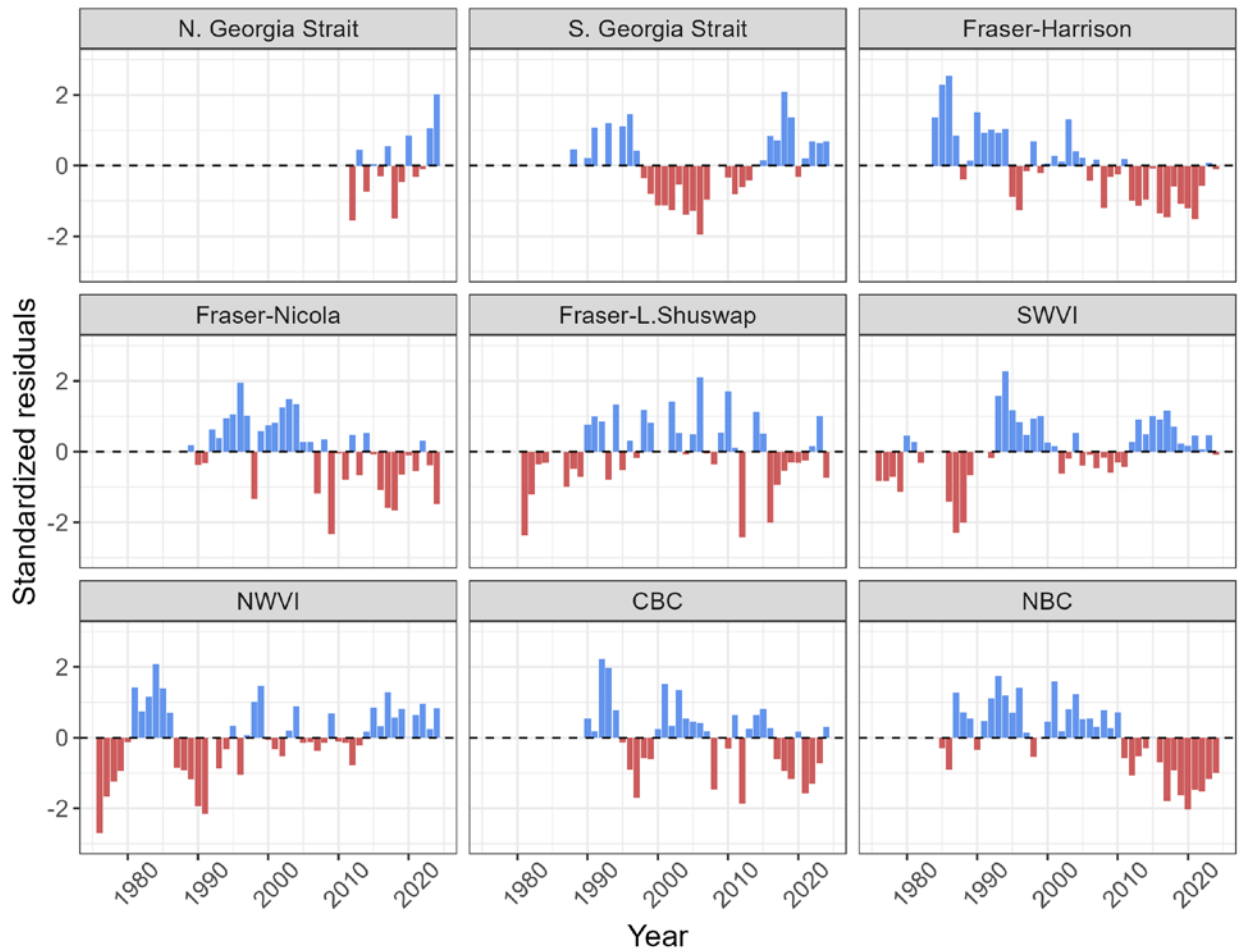 N. Georgia Strait
S. Georgia Strait
Fraser-Harrison
2
0
-2
Fraser-Nicola
Fraser-L.Shuswap
SWVI
2
0
-2
Standardized residuals
NWVI
CBC
NBC
2
0
-2
1980 1990 2000 2010 2020
1980 1990 2000 2010 2020
1980 1990 2000 2010 2020
Year